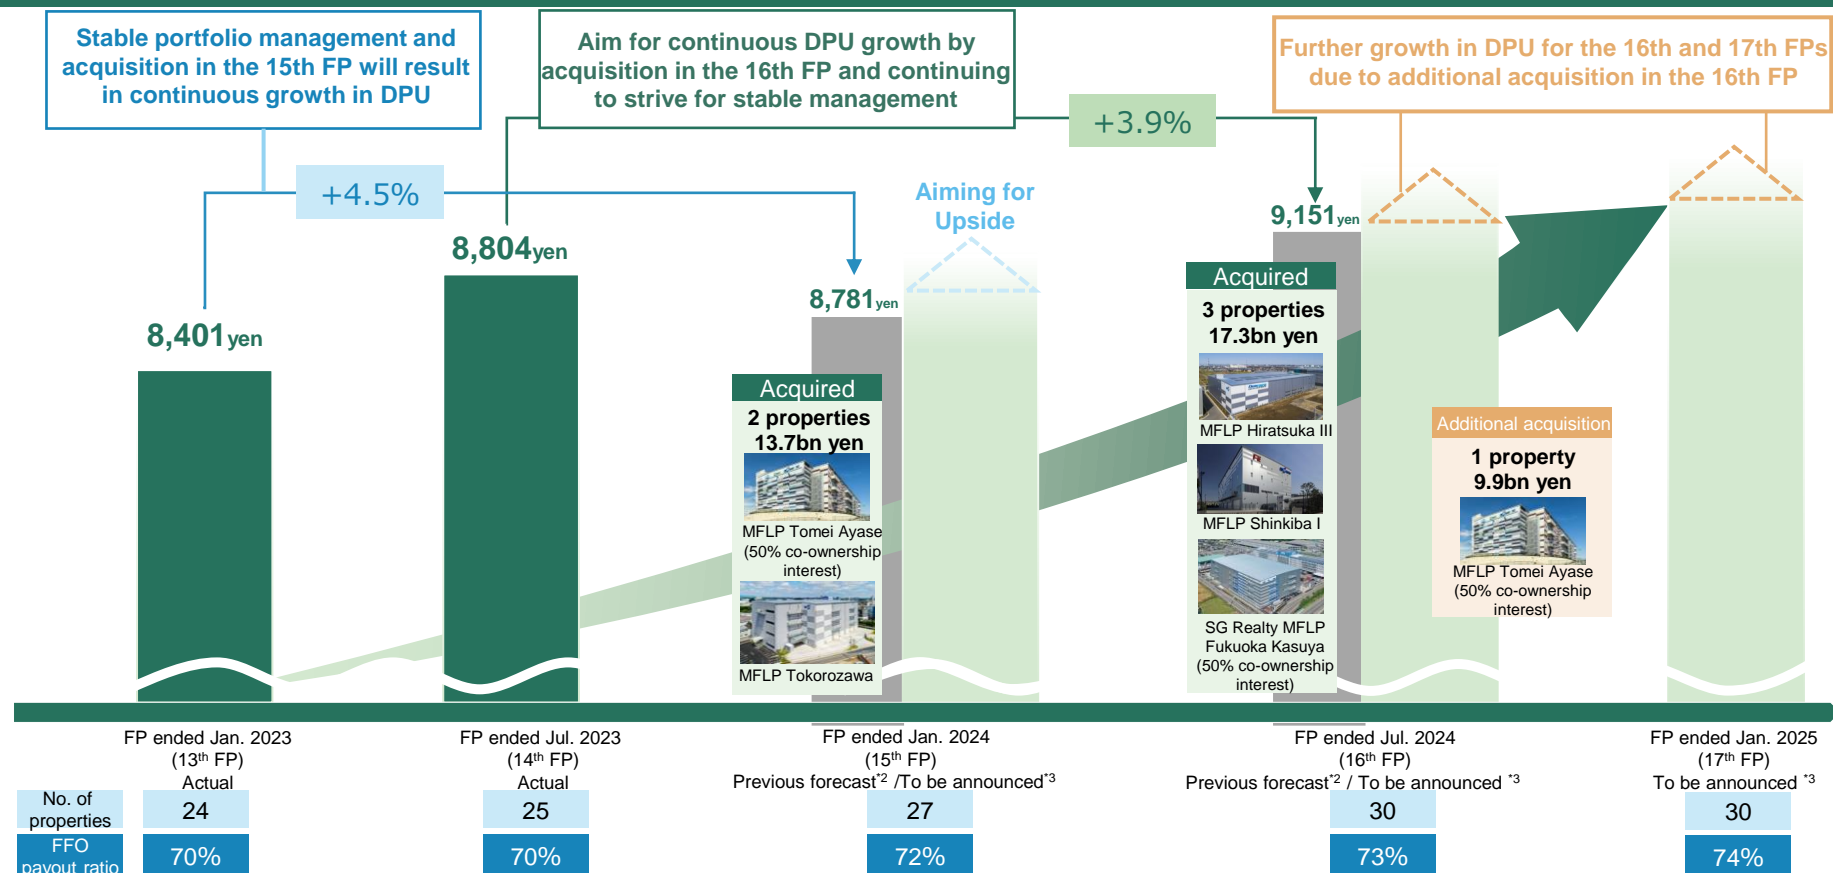 Stable portfolio management and
acquisition in the 15th FP will result
in continuous growth in DPU
Aim for continuous DPU growth by
acquisition in the 16th FP and continuing
to strive for stable management
Further growth in DPU for the 16th and 17th FPs
due to additional acquisition in the 16th FP
+3.9%
+4.5%
Aiming for
Upside
8,401yen
8,804yen
8,781yen
9,151yen
Acquired
2 properties
13.7bn yen
MFLP Tomei Ayase
(50% co-ownership
interest)
MFLP Tokorozawa
Acquired
3 properties
17.3bn yen
MFLP Hiratsuka III
MFLP Shinkiba I
SG Realty MFLP
Fukuoka Kasuya
(50% co-ownership
interest)
Additional acquisition
1 property
9.9bn yen
MFLP Tomei Ayase
(50% co-ownership
interest)
FP ended Jan. 2023
(13th FP)
Actual
FP ended Jul. 2023
(14th FP)
Actual
FP ended Jan. 2024
(15th FP)
Previous forecast*2 /To be announced*3
FP ended Jul. 2024
(16th FP)
Previous forecast*2 / To be announced *3
FP ended Jan. 2025
(17th FP)
To be announced *3
No. of
properties
24
25
27
30
30
FFO
payout ratio
70%
70%
72%
73%
74%